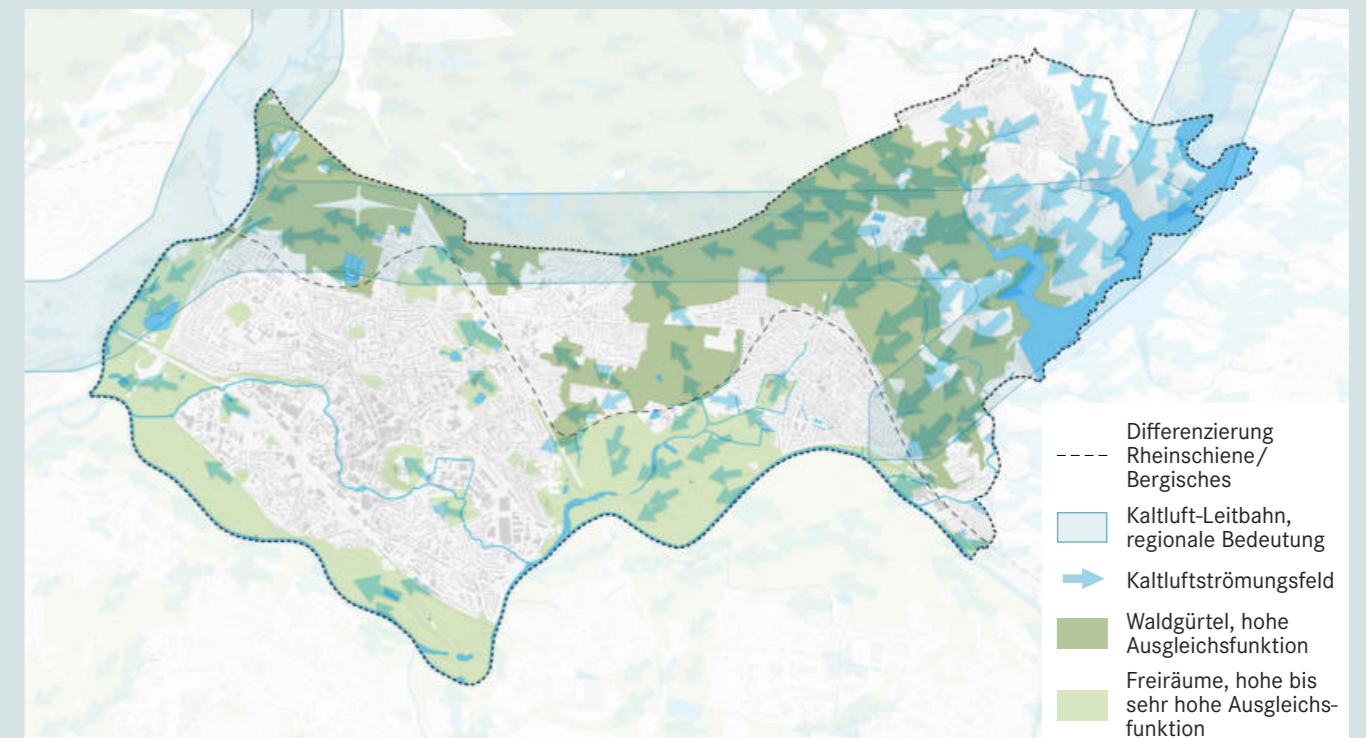 Differenzierung
Rheinschiene/
Bergisches
Kaltluft-Leitbahn,
regionale Bedeutung
Kaltluftströmungsfeld
Waldgürtel, hohe
Ausgleichsfunktion
Freiräume, hohe bis
sehr hohe Ausgleichs-
funktion